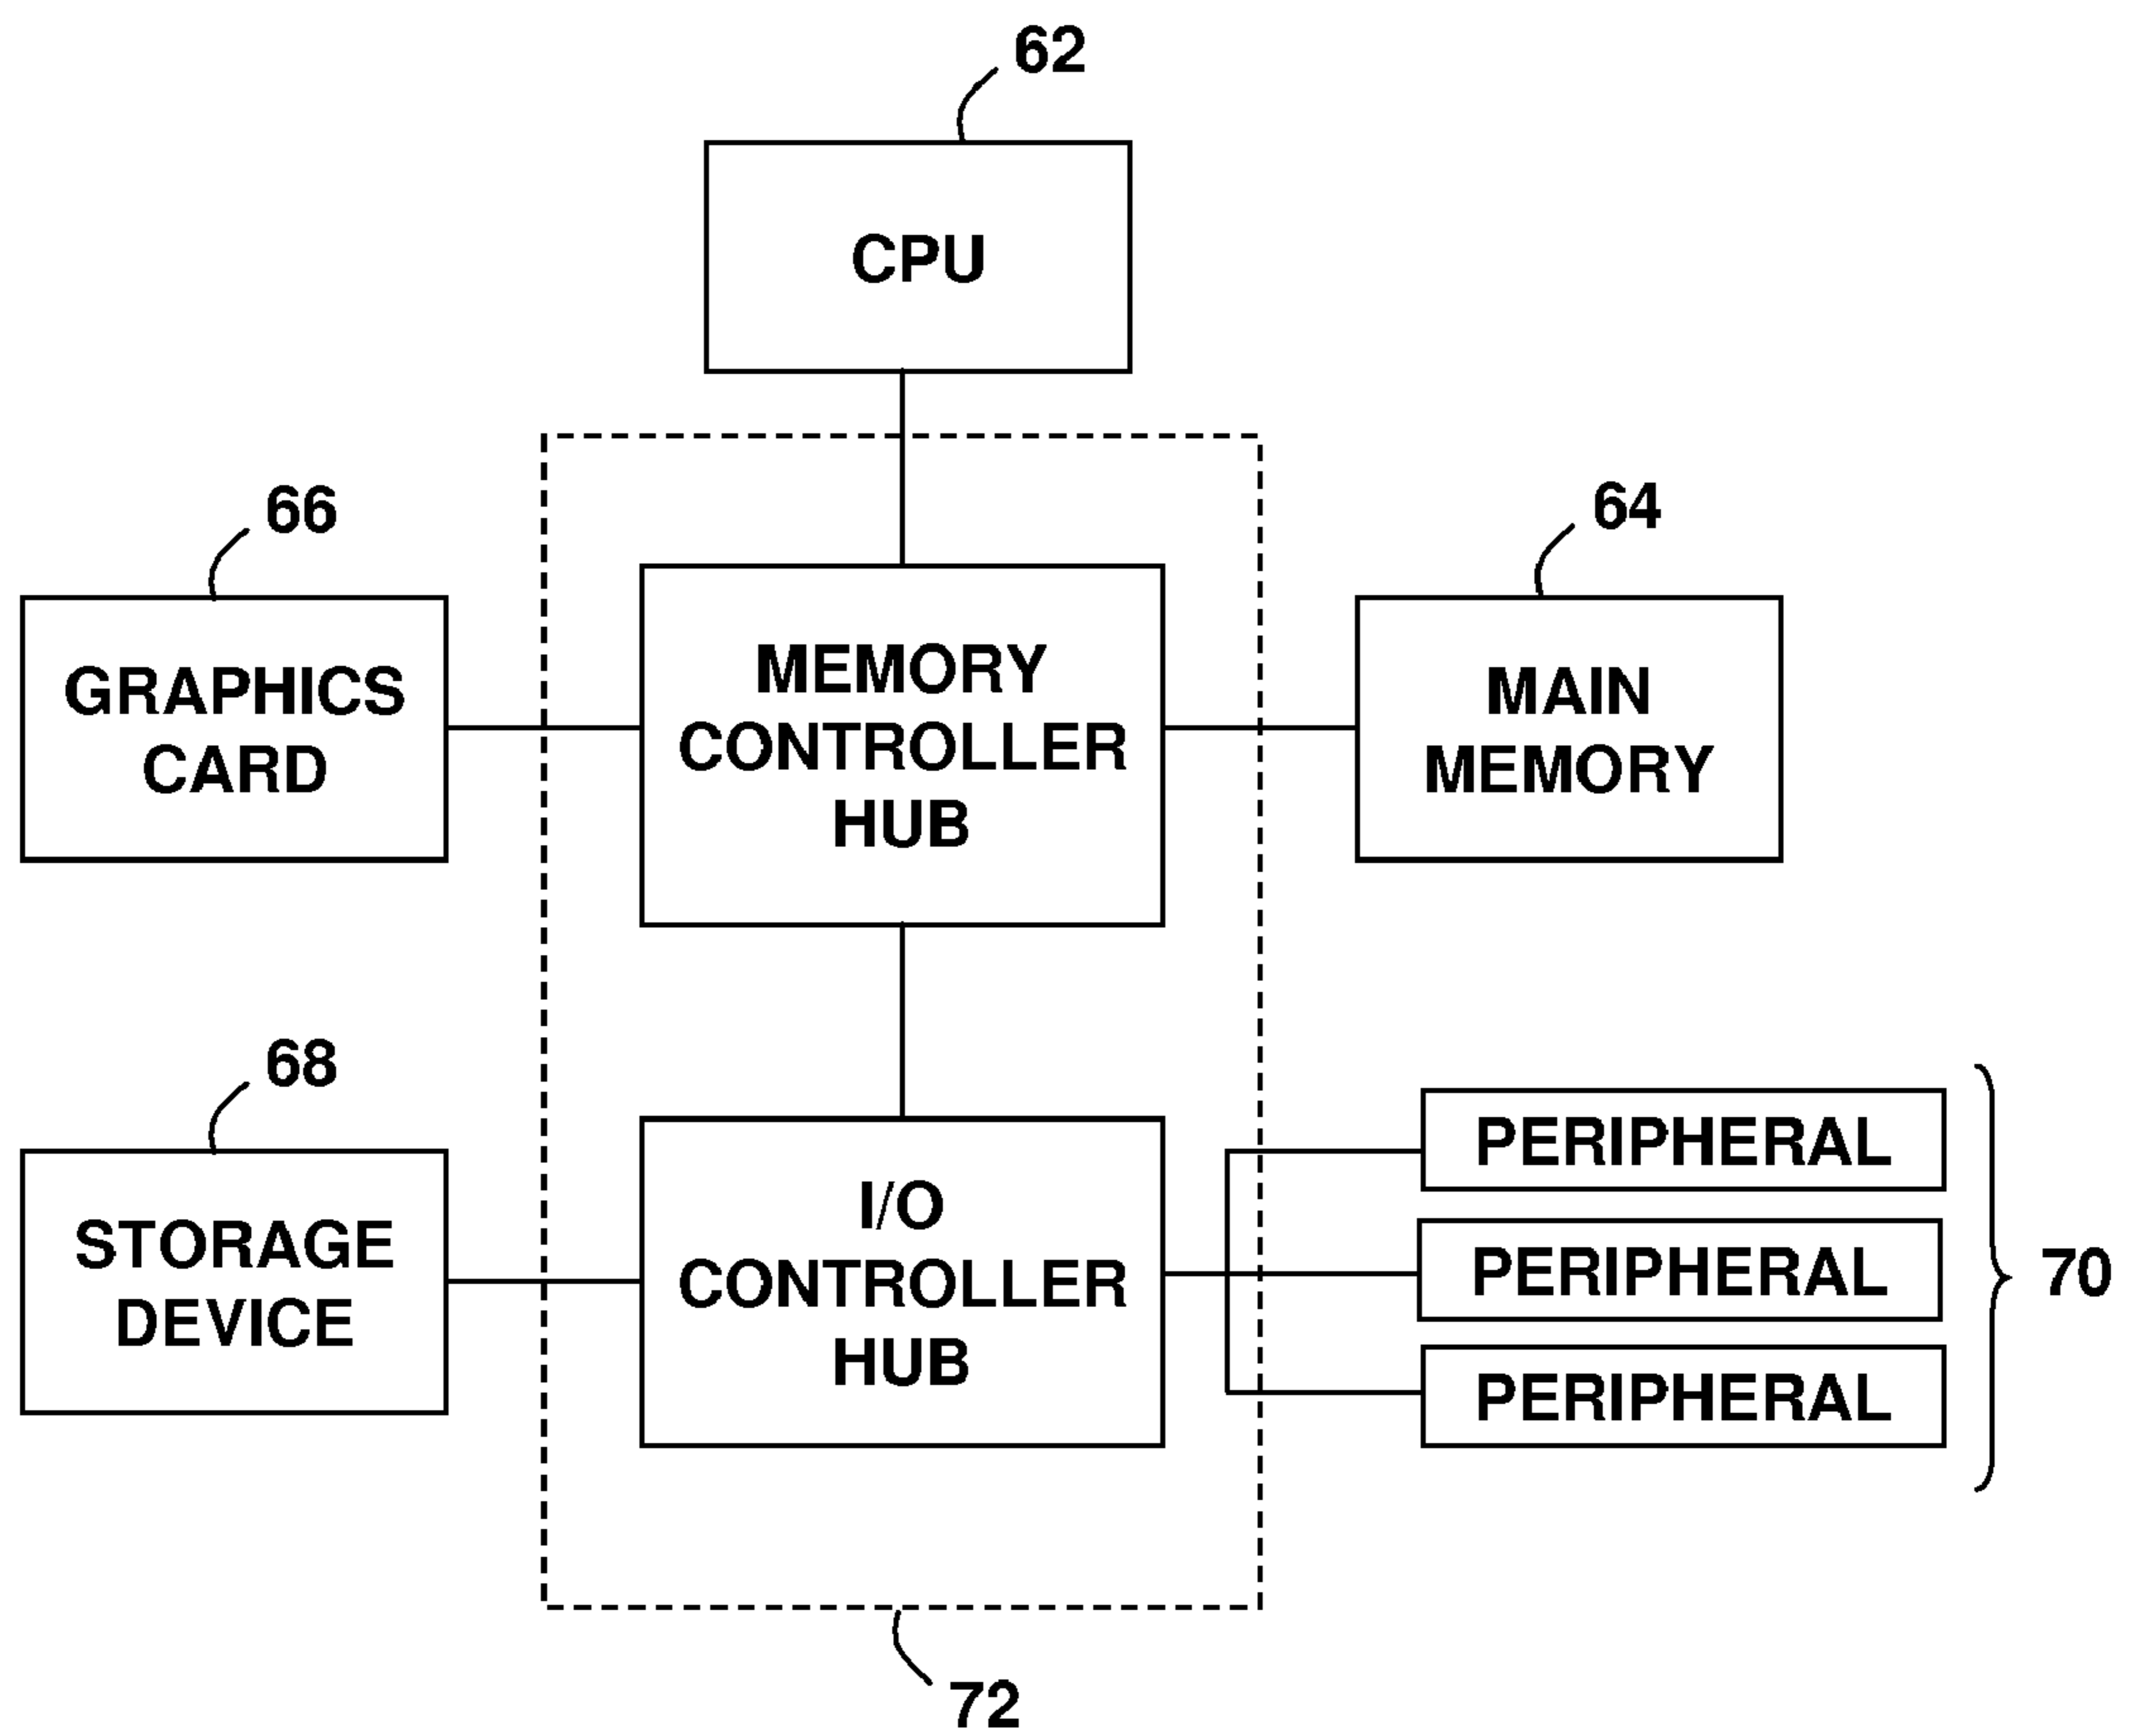 62
CPU
66
GRAPHICS
CARD
MEMORY
CONTROLLER
HUB
64
MAIN
MEMORY
68
STORAGE
DEVICE
I/O
CONTROLLER
HUB
PERIPHERAL
PERIPHERAL
PERIPHERAL
70
72